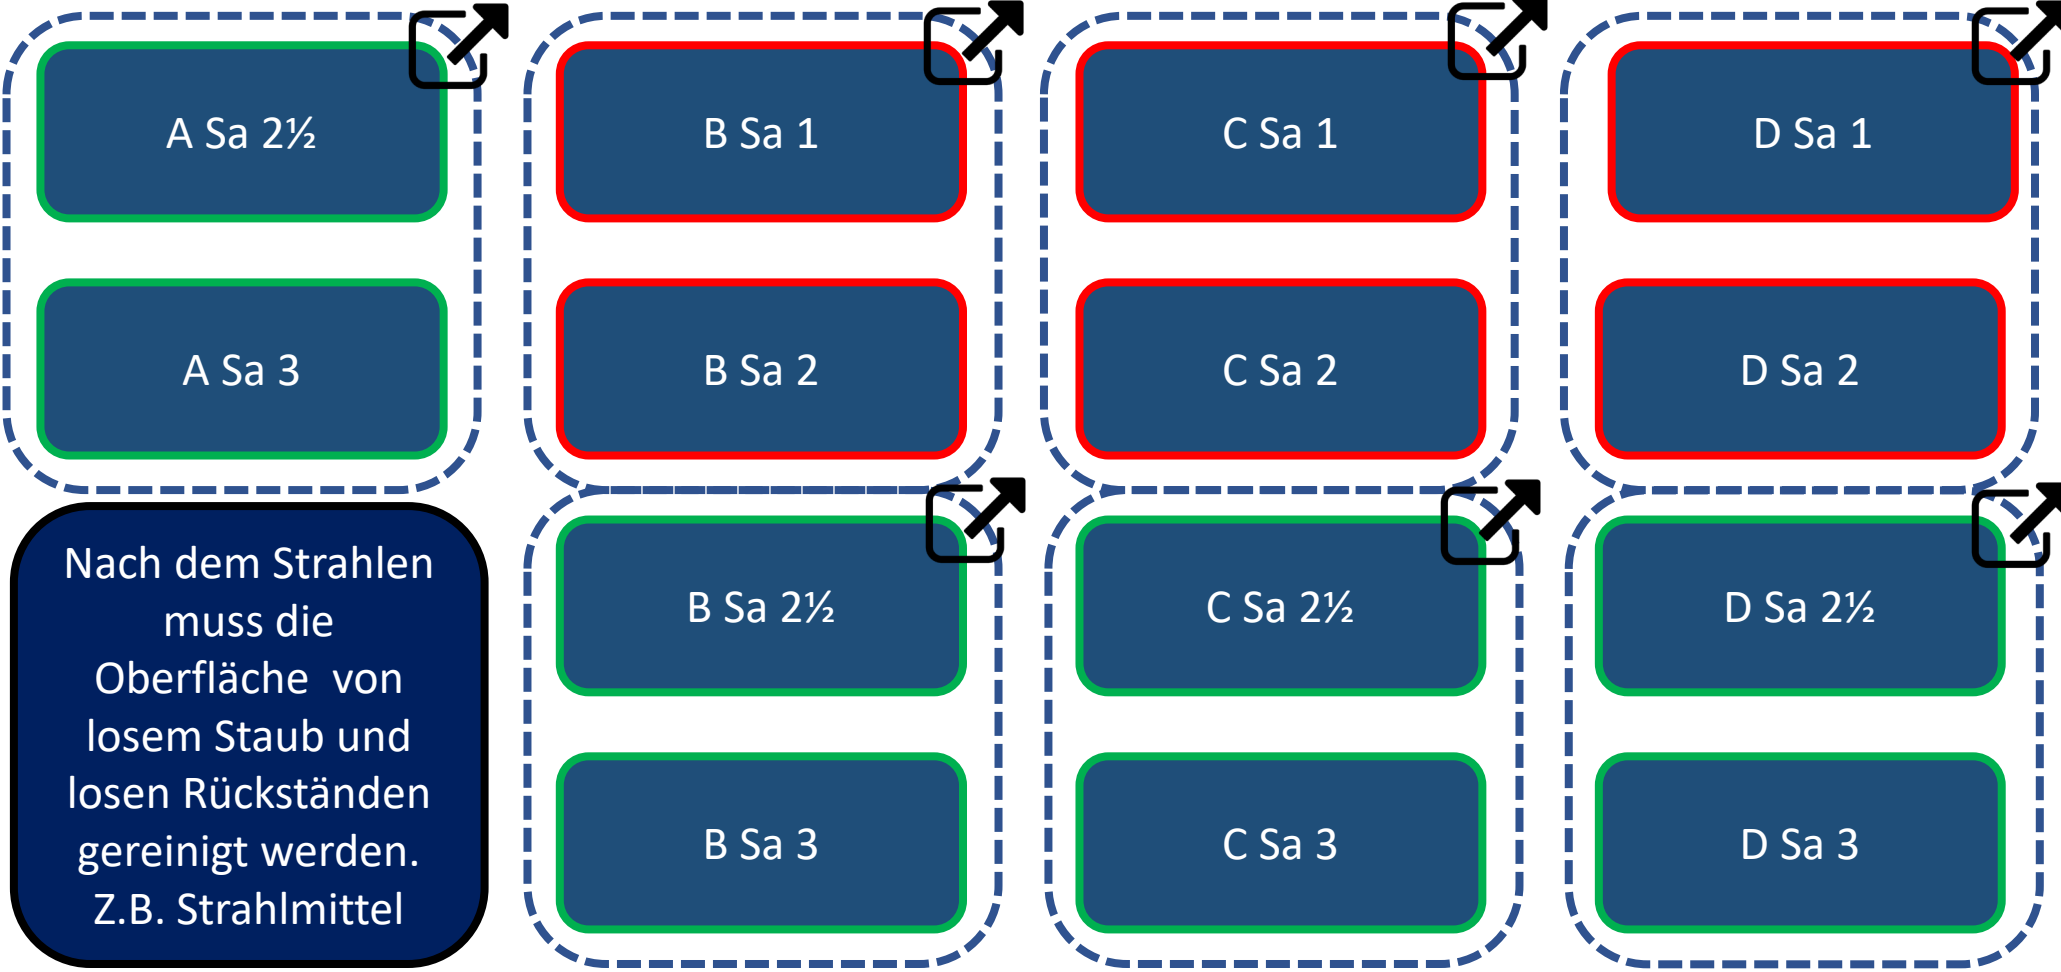 A Sa 2½
B Sa 1
C Sa 1
D Sa 1
A Sa 3
B Sa 2
C Sa 2
D Sa 2
Nach dem Strahlen
muss die
Oberfläche  von
losem Staub und
losen Rückständen
gereinigt werden.
Z.B. Strahlmittel
B Sa 2½
C Sa 2½
D Sa 2½
B Sa 3
C Sa 3
D Sa 3